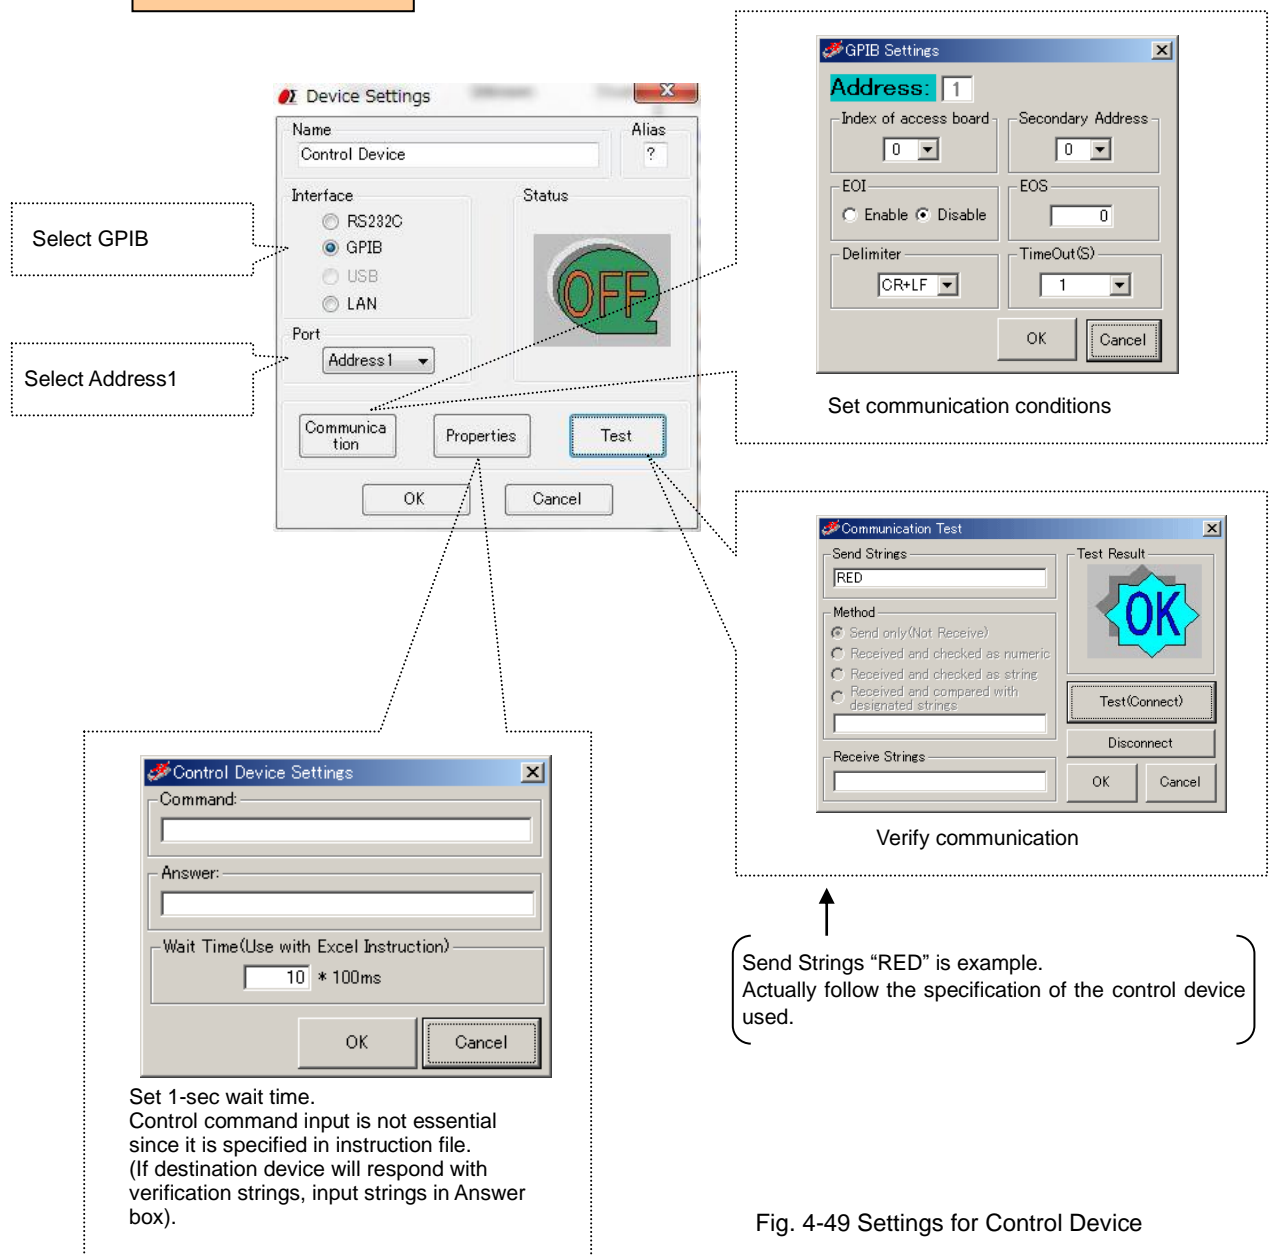 Device Settings
Name
Control Device
Alias
?
Interface
RS232C
GPIB
USB
LAN
Status
OFF
Port
Address1
Communica
tion
Properties
Test
OK
Cancel
Select GPIB
Select Address1
GPIB Settings
Address: 1
Index of access board
0
Secondary Address
0
EOI
Enable
Disable
EOS
0
Delimiter
CR+LF
TimeOut(S)
1
OK
Cancel
Set communication conditions
Communication Test
Send Strings
RED
Test Result
OK
Method
Send only(Not Receive)
Received and checked as numeric
Received and checked as string
Received and compared with
designated strings
Test(Connect)
Disconnect
Receive Strings
OK
Cancel
Verify communication
Send Strings “RED” is example.
Actually follow the specification of the control device
used.
Control Device Settings
Command:
Answer:
Wait Time(Use with Excel Instruction)
10 * 100ms
OK
Cancel
Set 1-sec wait time.
Control command input is not essential
since it is specified in instruction file.
(If destination device will respond with
verification strings, input strings in Answer
box).
Fig. 4-49 Settings for Control Device